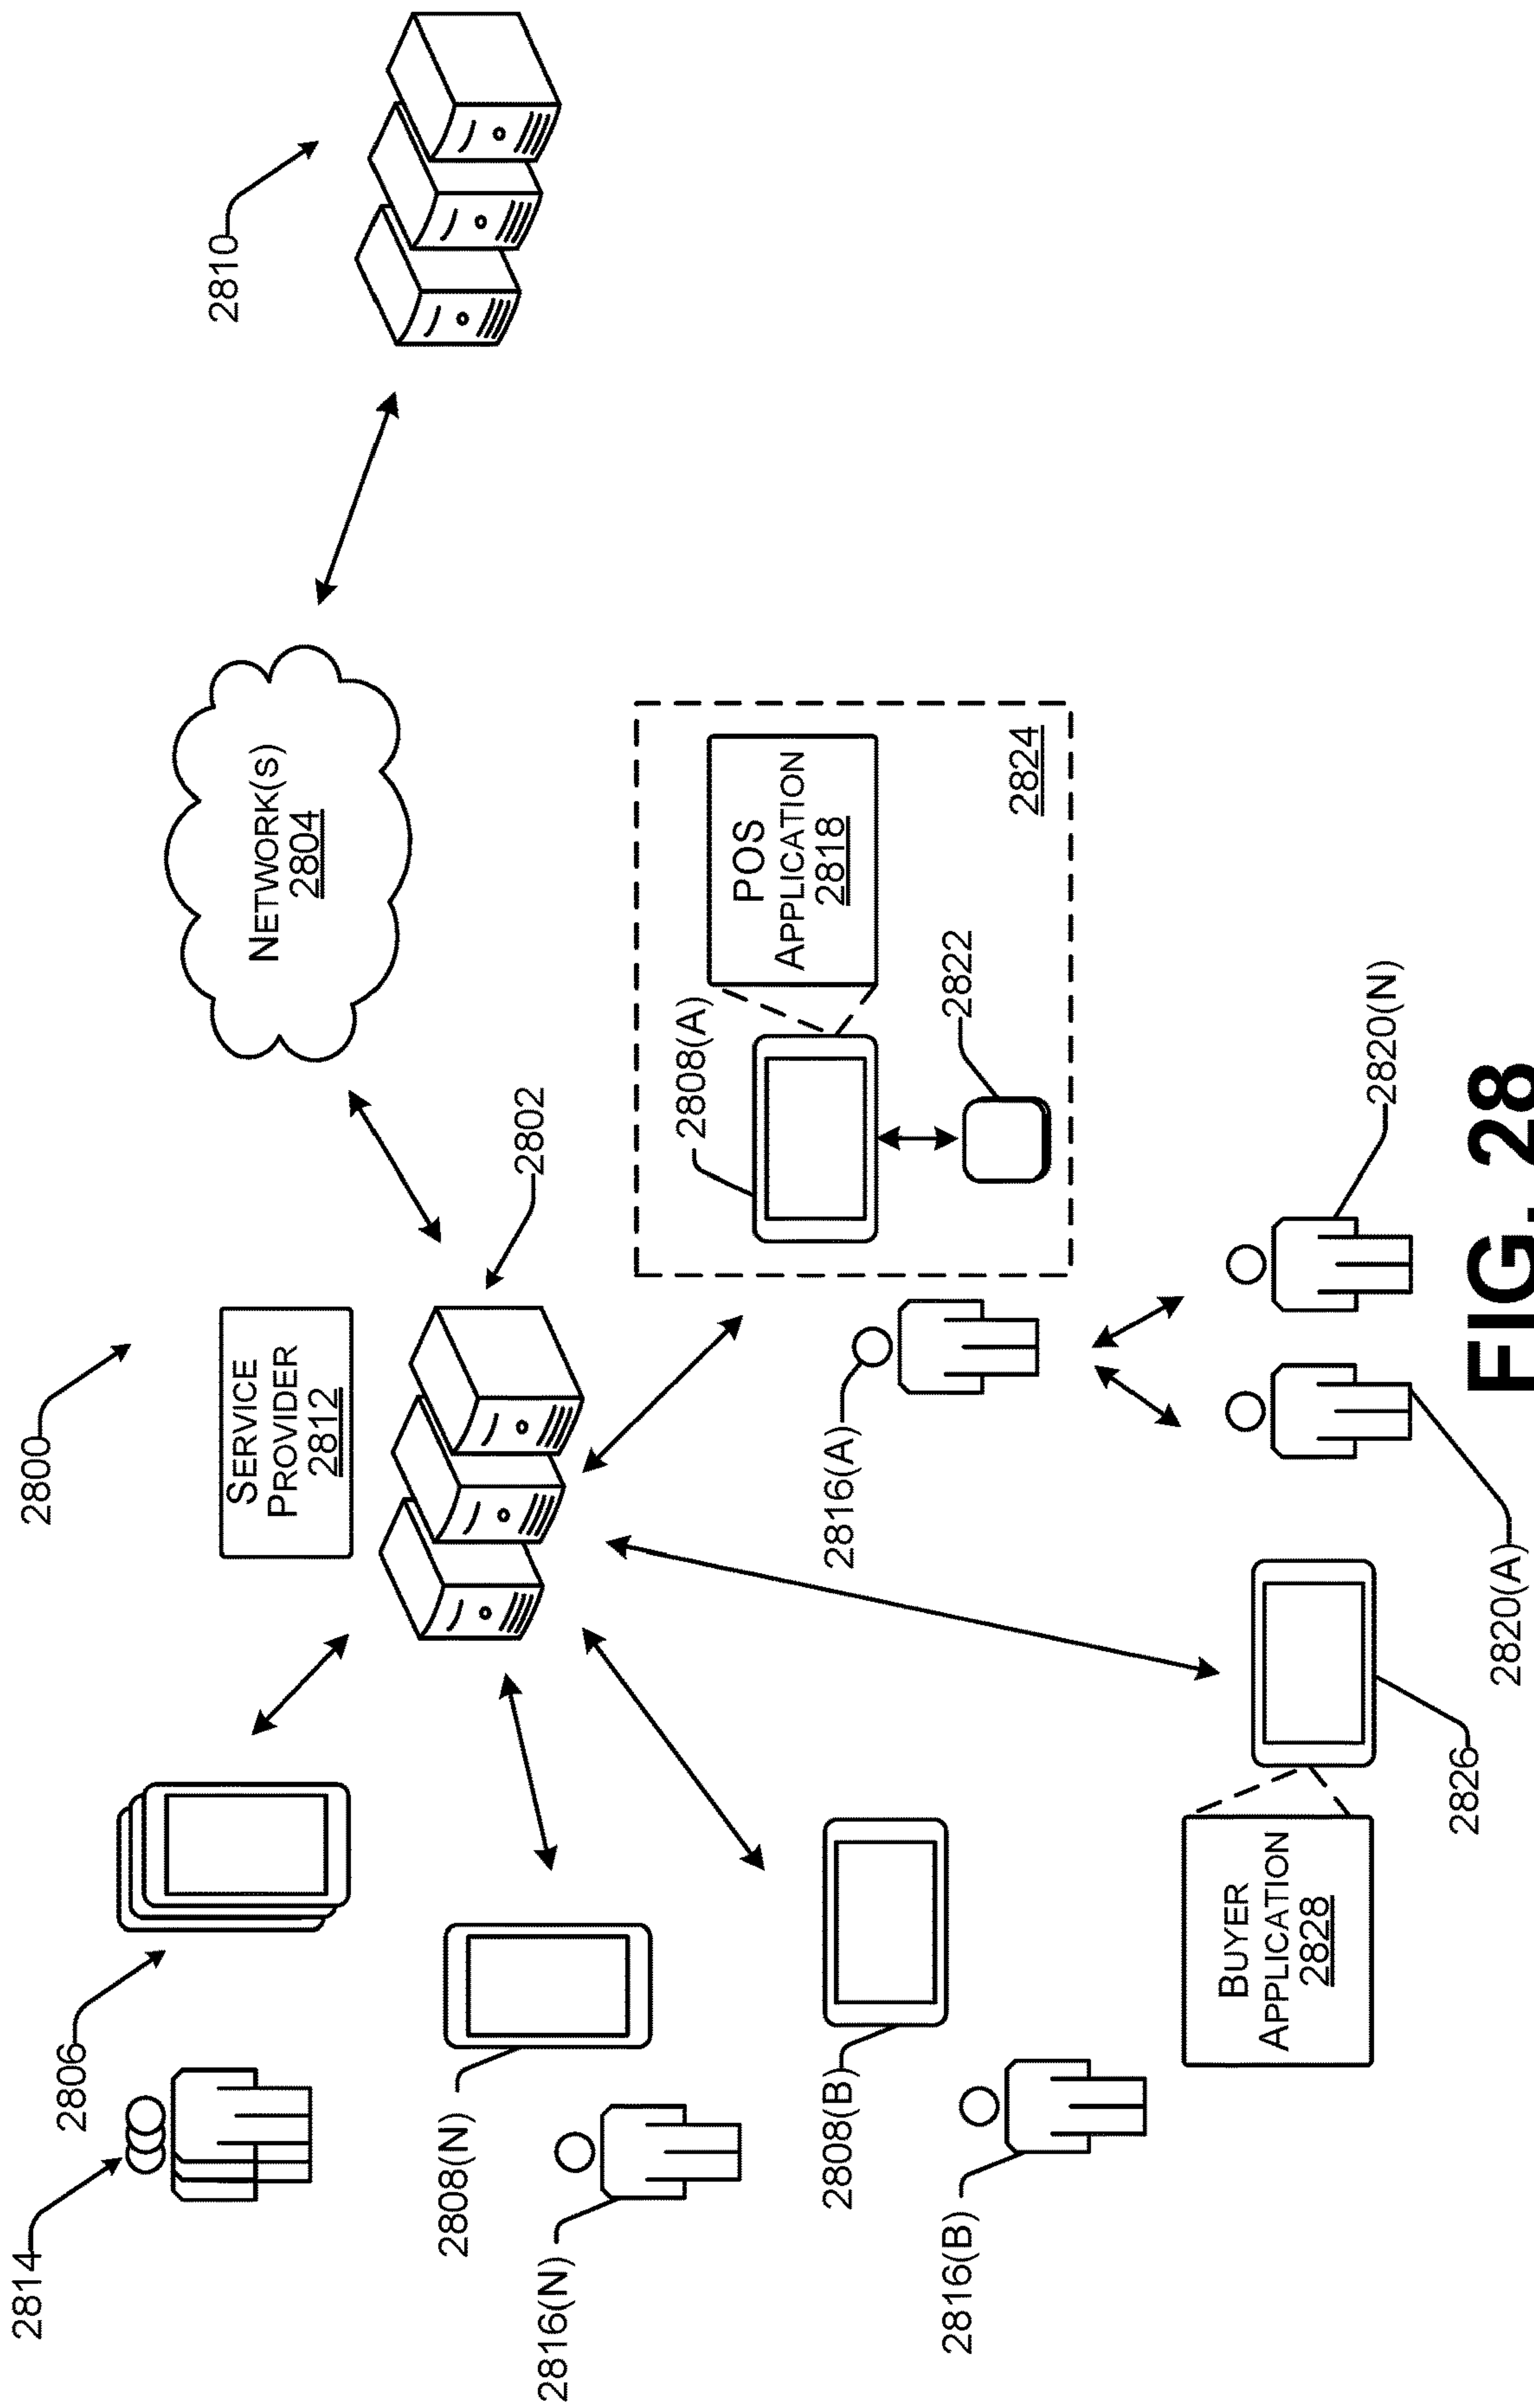 2800
2814
2806
SERVICE
PROVIDER
2812
NETWORK(S)
2804
2810
2802
2808(N)
2816(N)
2808(B)
2816(B)
2808(A)
POS
APPLICATION
2818
2822
2824
2816(A)
BUYER
APPLICATION
2828
2826
2820(A)
2820(N)
FIG. 28